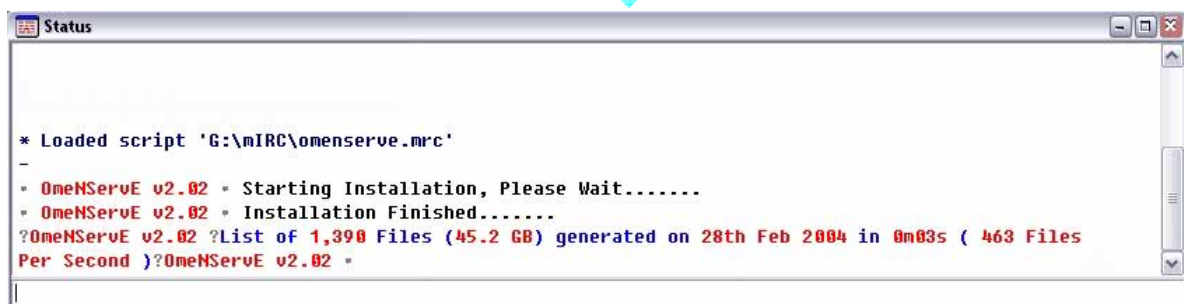 Status
* Loaded script 'G:\mIRC\omenserve.mrc'
-
• OmeNServE v2.02 • Starting Installation, Please Wait.......
• OmeNServE v2.02 • Installation Finished.......
?OmeNServE v2.02 ?List of 1,390 Files (45.2 GB) generated on 28th Feb 2004 in 0m03s ( 463 Files
Per Second )?OmeNServE v2.02 •